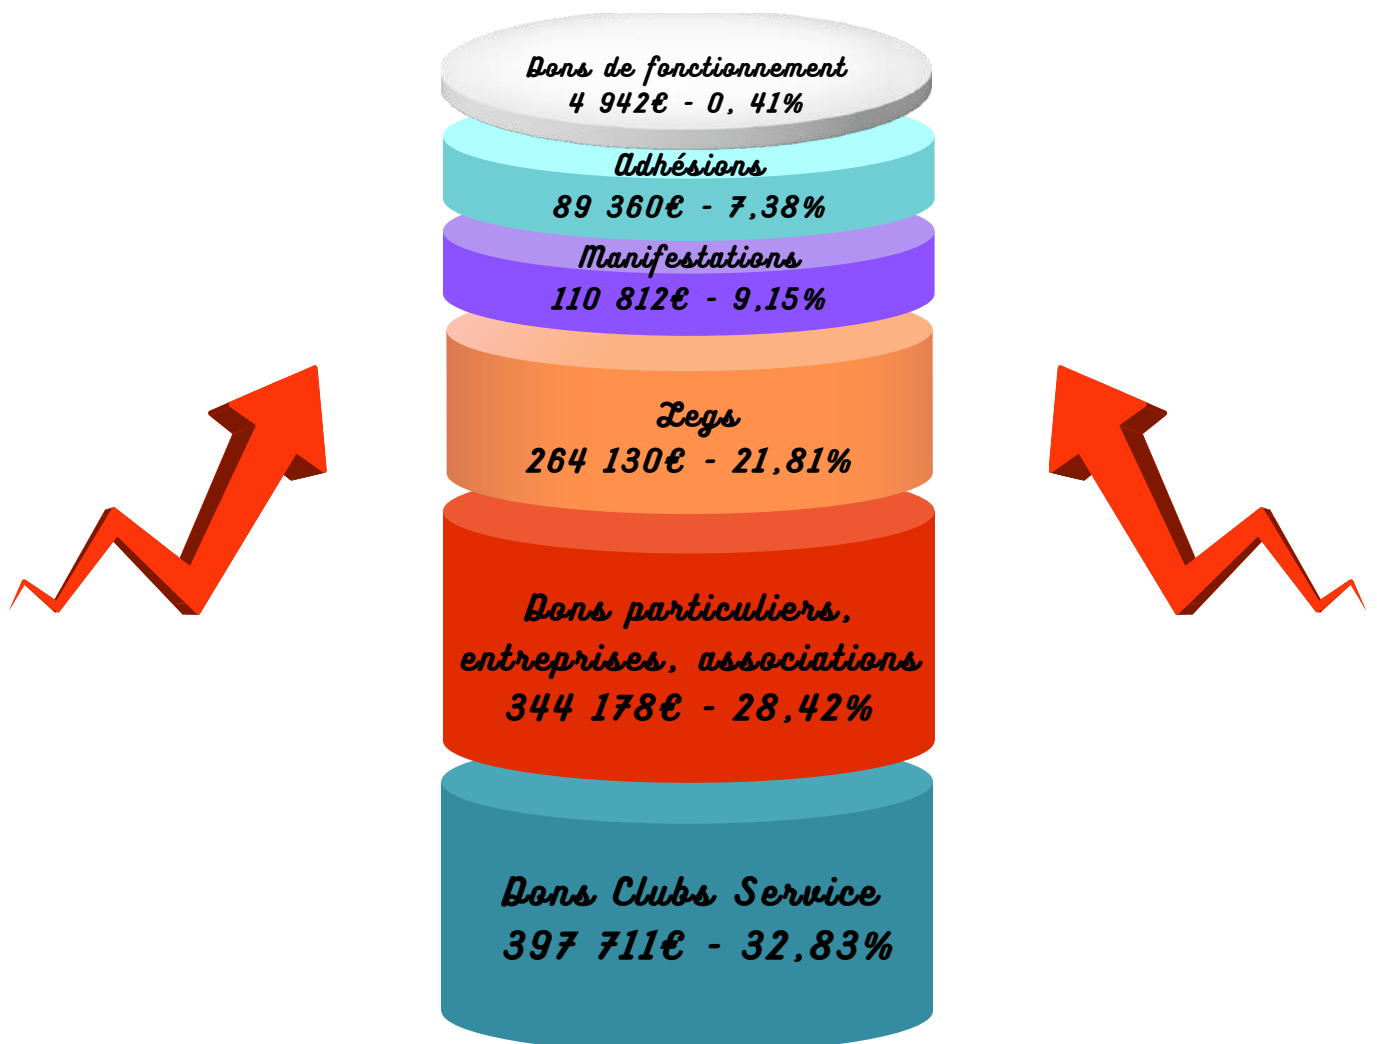 Dons de fonctionnement
4 942€ - 0, 41%
Adhésions
89 360€ - 7,38%
Manifestations
110 812€ - 9,15%
Legs
264 130€ - 21,81%
Dons particuliers,
entreprises, associations
344 178€ - 28,42%
Dons Clubs Service
397 711€ - 32,83%